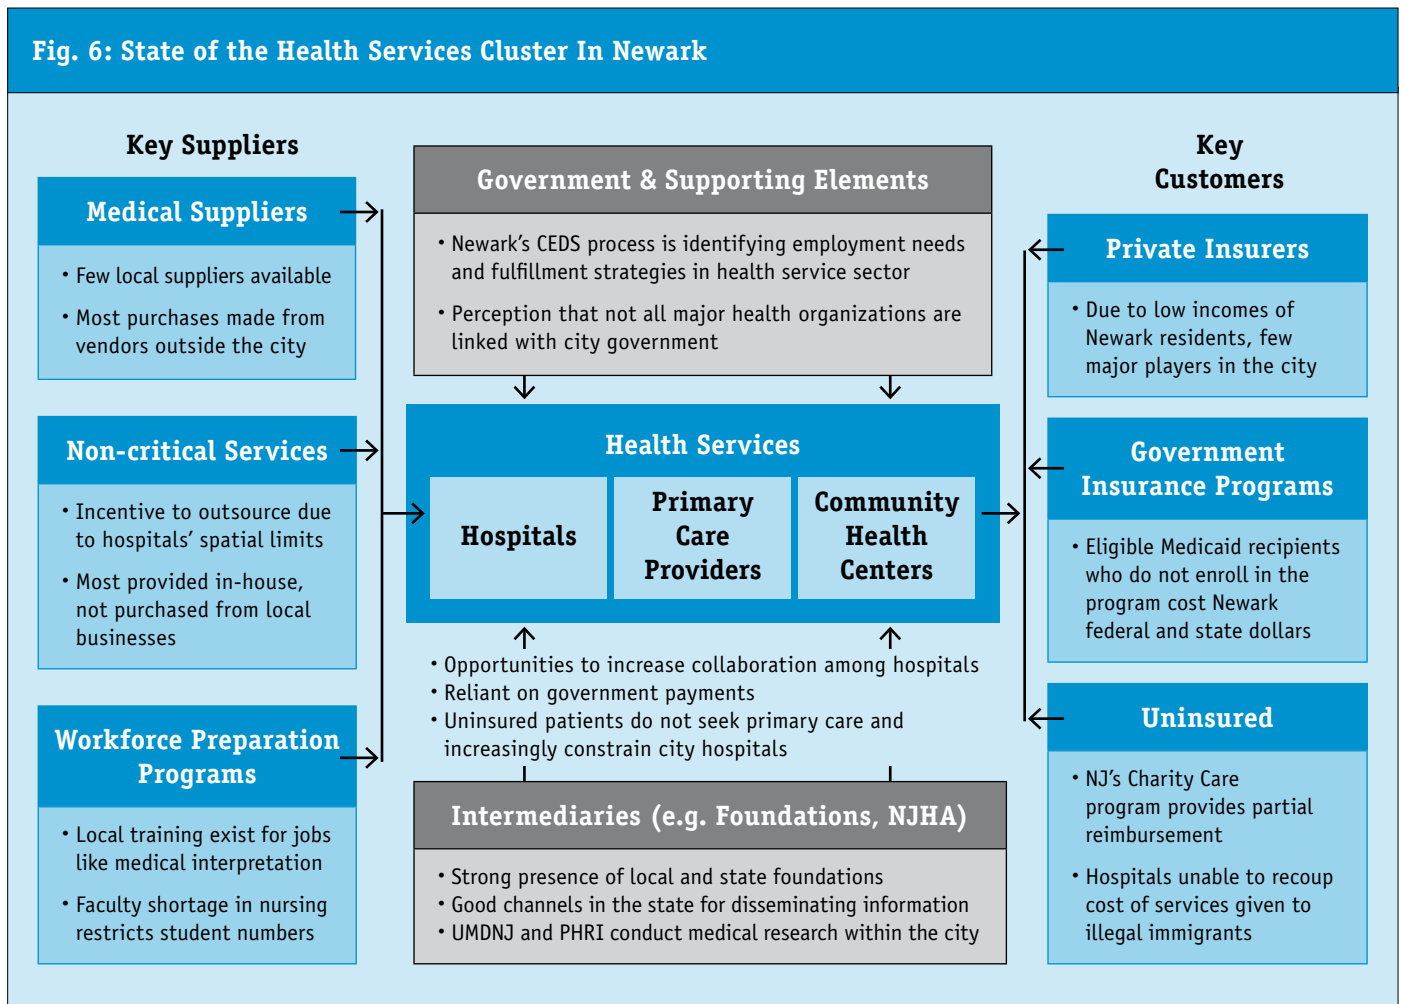 Fig. 6: State of the Health Services Cluster In Newark
Key Suppliers
Medical Suppliers
• Few local suppliers available
• Most purchases made from
vendors outside the city
Non-critical Services
• Incentive to outsource due
to hospitals' spatial limits
• Most provided in-house,
not purchased from local
businesses
Workforce Preparation
Programs
• Local training exist for jobs
like medical interpretation
• Faculty shortage in nursing
restricts student numbers
Government & Supporting Elements
• Newark's CEDS process is identifying employment needs
and fulfillment strategies in health service sector
• Perception that not all major health organizations are
linked with city government
Health Services
Hospitals
Primary
Care
Providers
Community
Health
Centers
• Opportunities to increase collaboration among hospitals
• Reliant on government payments
• Uninsured patients do not seek primary care and
increasingly constrain city hospitals
Intermediaries (e.g. Foundations, NJHA)
• Strong presence of local and state foundations
• Good channels in the state for disseminating information
• UMDNJ and PHRI conduct medical research within the city
Key
Customers
Private Insurers
• Due to low incomes of
Newark residents, few
major players in the city
Government
Insurance Programs
• Eligible Medicaid recipients
who do not enroll in the
program cost Newark
federal and state dollars
Uninsured
• NJ's Charity Care
program provides partial
reimbursement
• Hospitals unable to recoup
cost of services given to
illegal immigrants